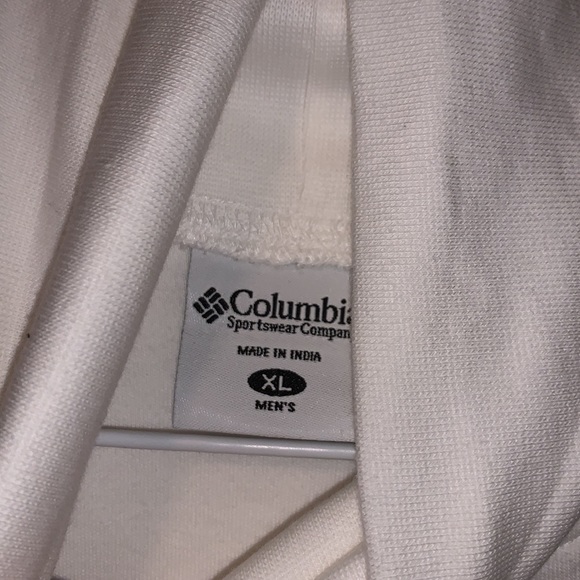 Columbia
Sportswear Company
MADE IN INDIA
XL
MEN'S